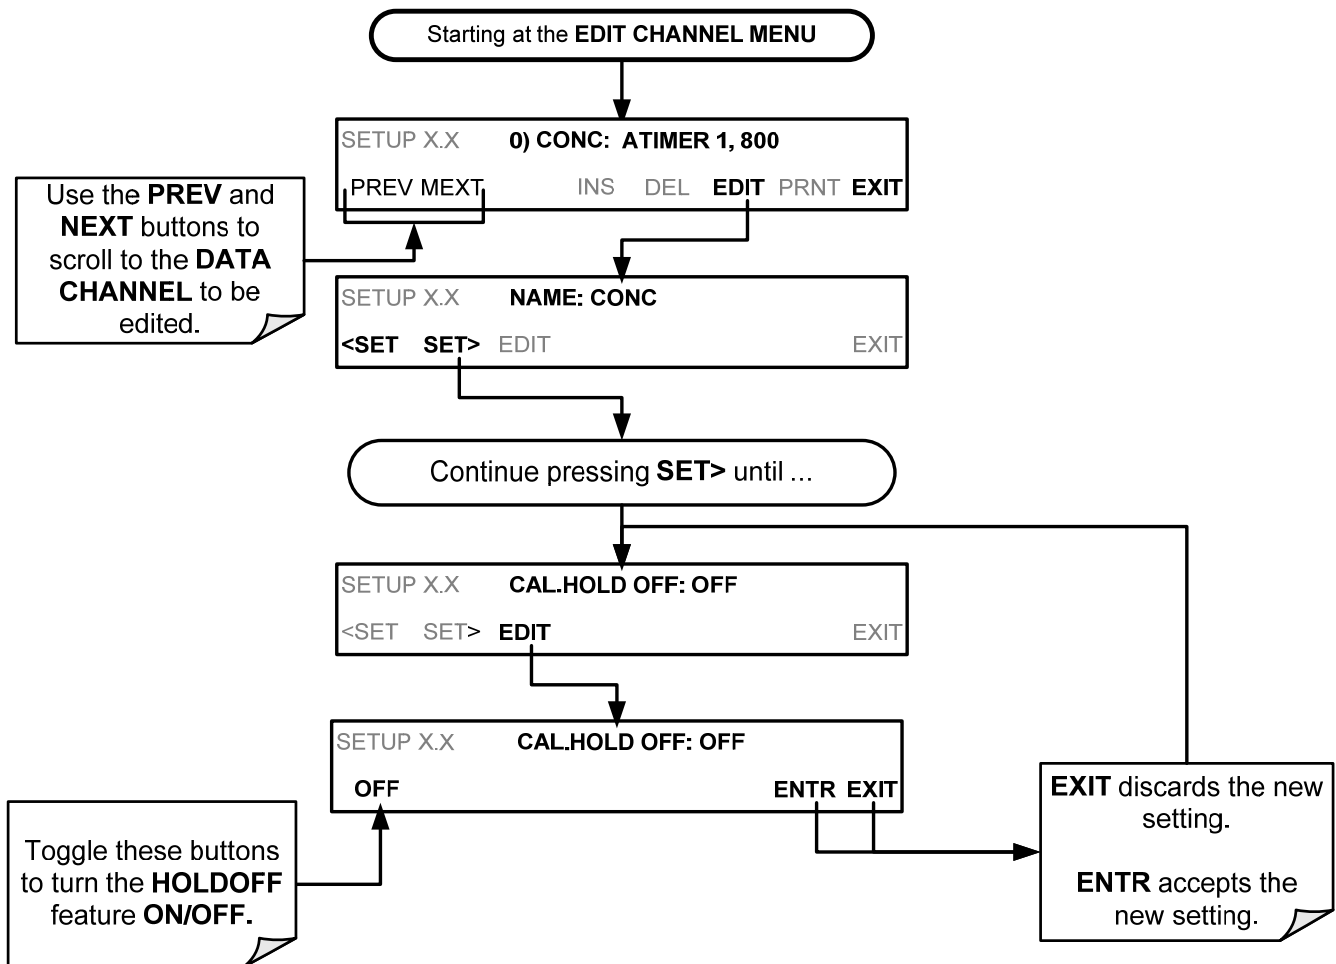 Starting at the EDIT CHANNEL MENU
SETUP X.X 0) CONC: ATIMER 1, 800
PREV MEXT INS DEL EDIT PRNT EXIT
Use the PREV and
NEXT buttons to
scroll to the DATA
CHANNEL to be
edited.
SETUP X.X NAME: CONC
<SET SET> EDIT EXIT
Continue pressing SET> until ...
SETUP X.X CAL.HOLD OFF: OFF
<SET SET> EDIT EXIT
SETUP X.X CAL.HOLD OFF: OFF
OFF ENTR EXIT
Toggle these buttons
to turn the HOLDOFF
feature ON/OFF.
EXIT discards the new
setting.
ENTR accepts the
new setting.